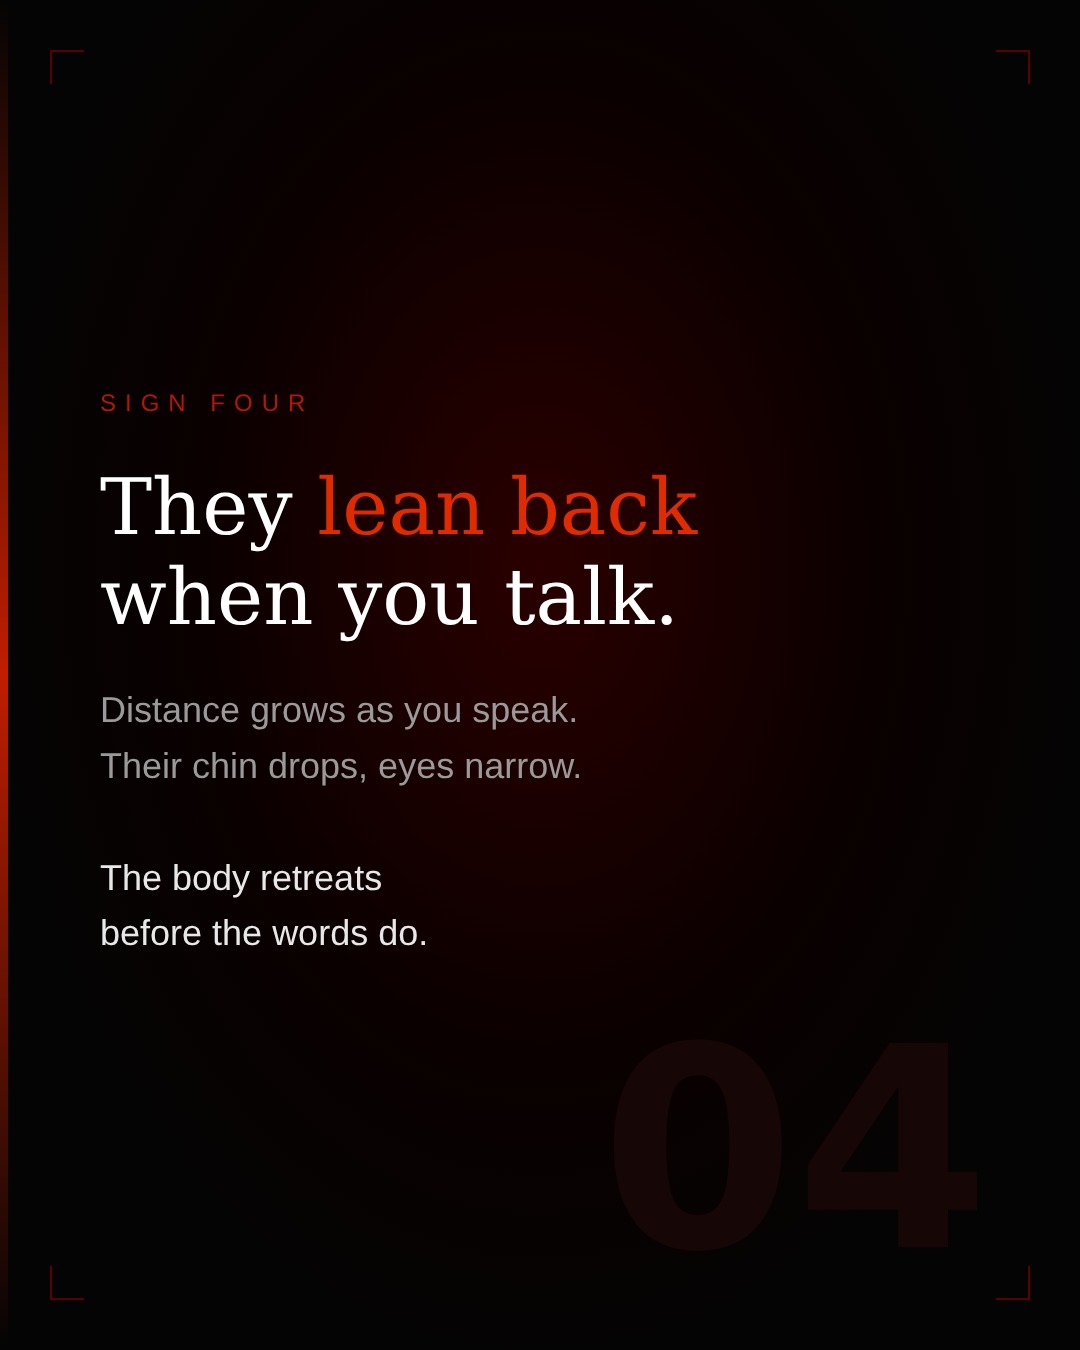 SIGN FOUR
They lean back
when you talk.
Distance grows as you speak.
Their chin drops, eyes narrow.
The body retreats
before the words do.
04